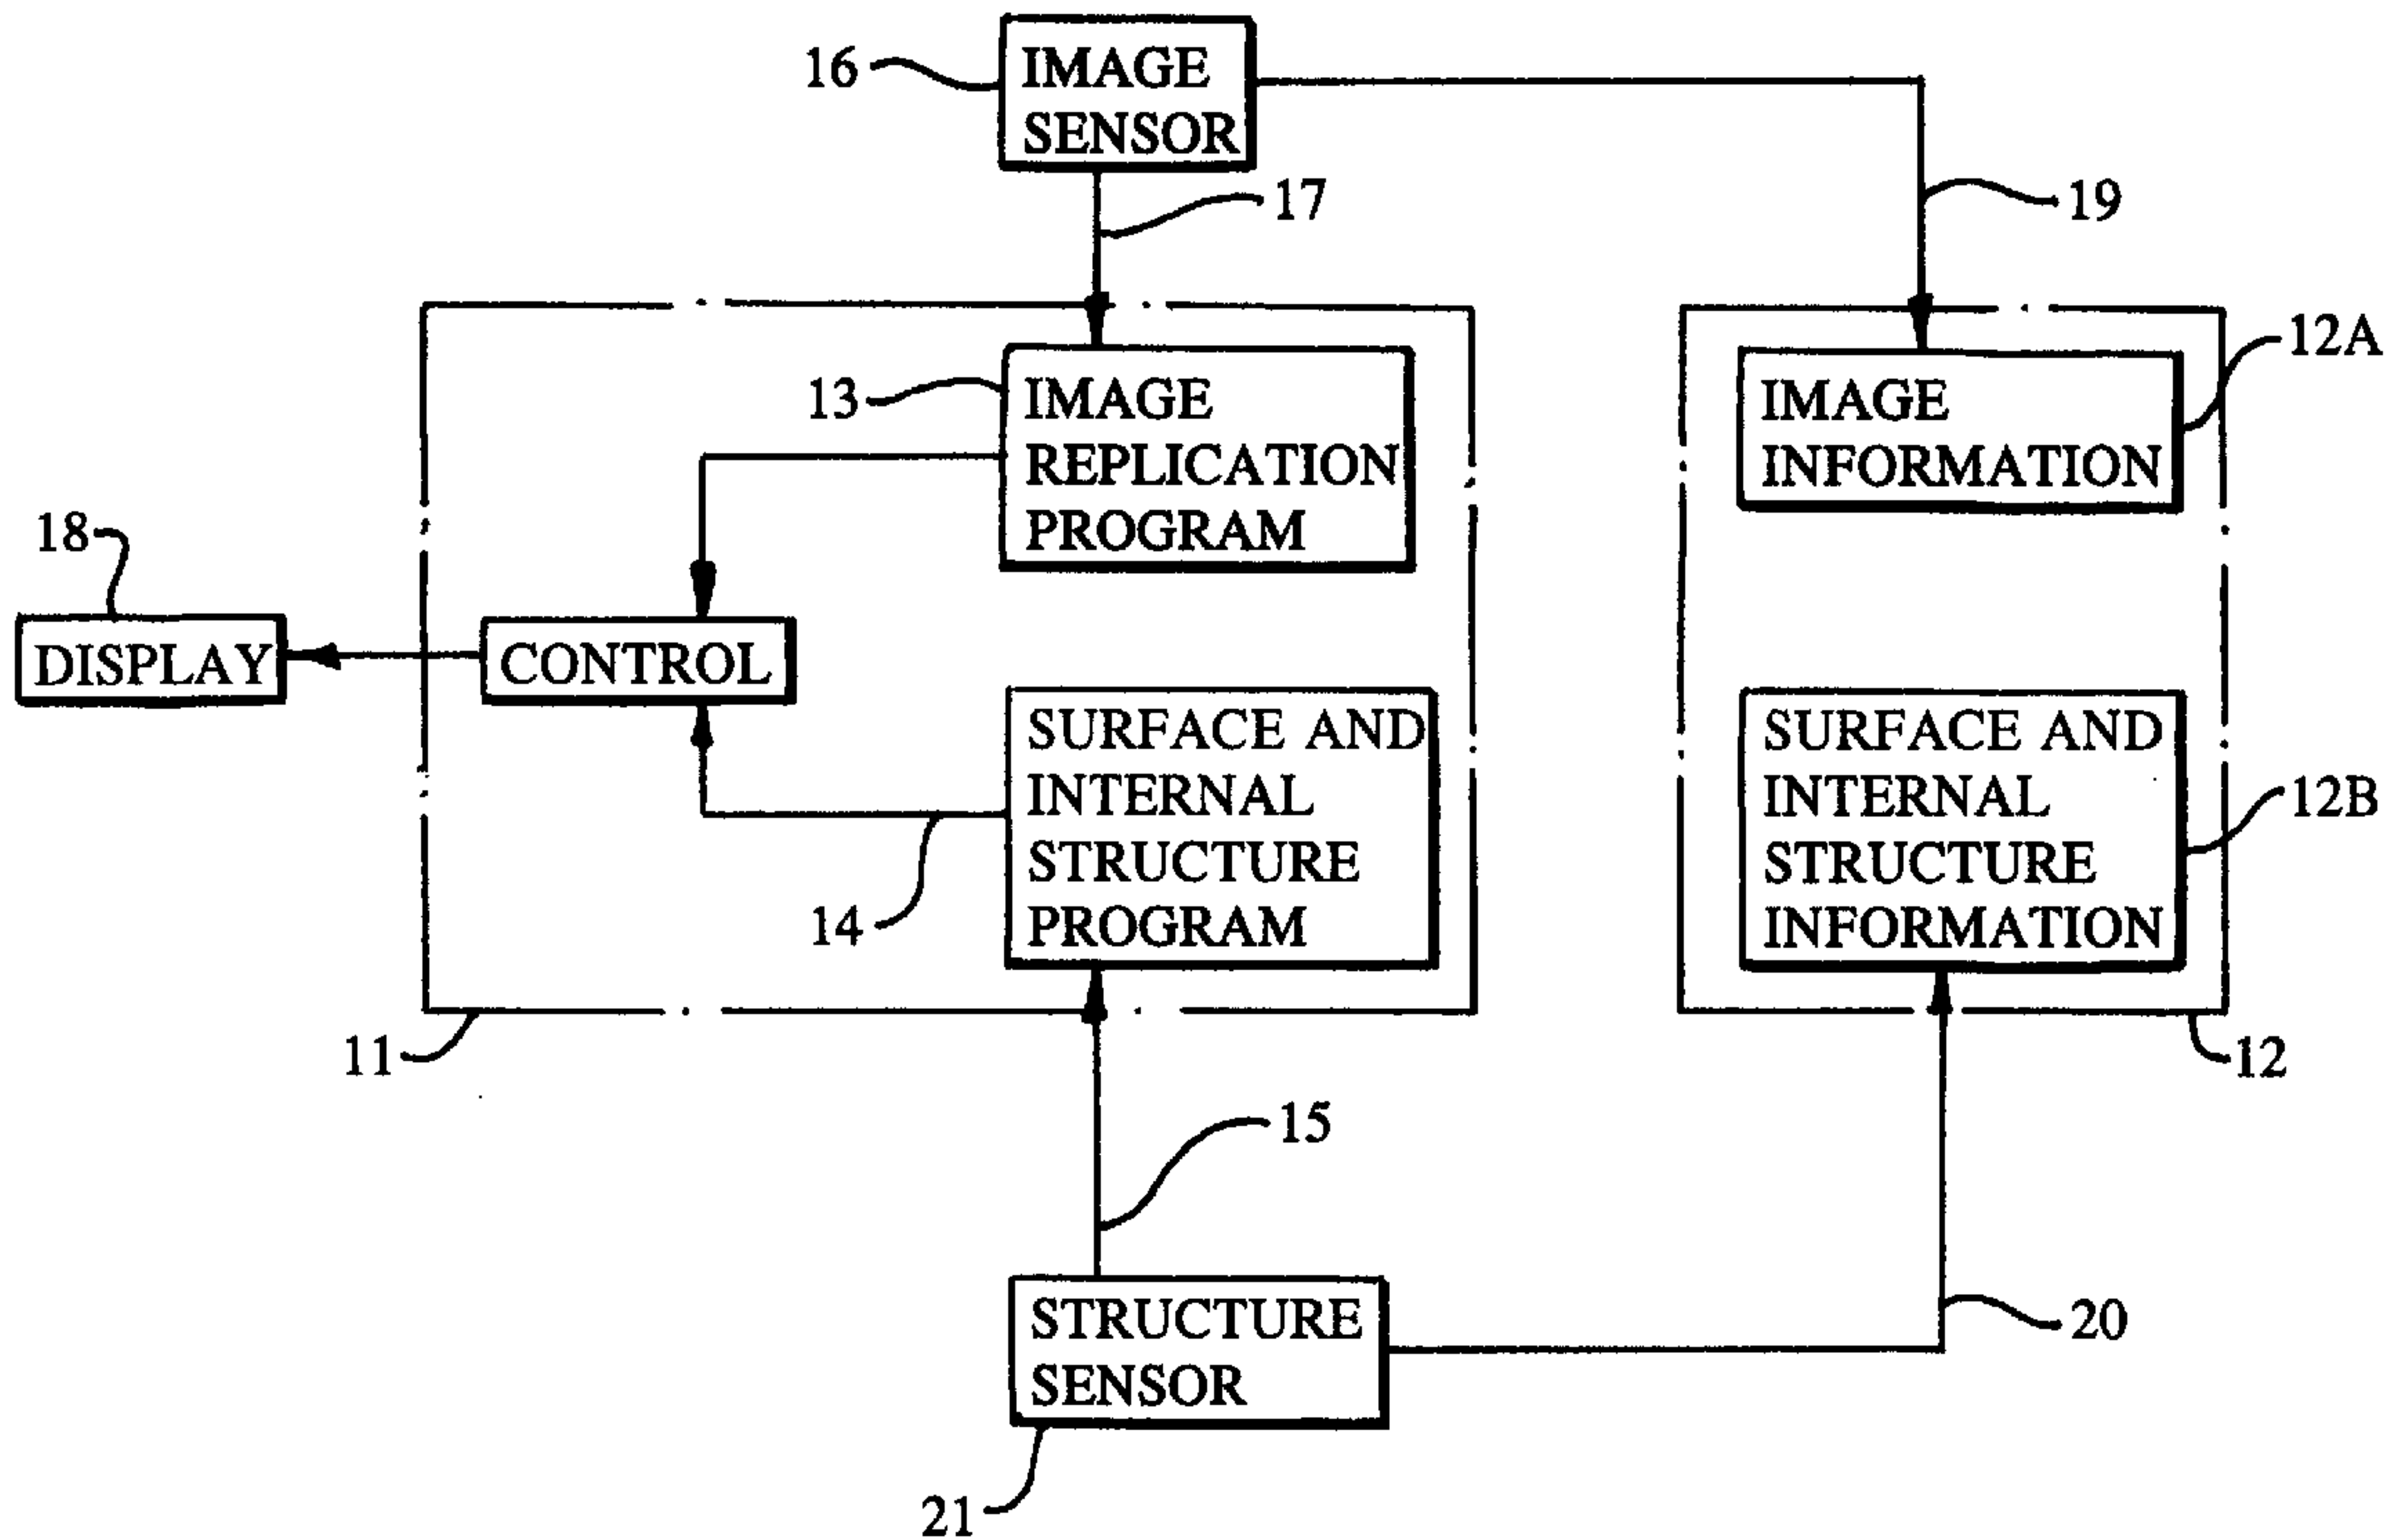 16
IMAGE
SENSOR
17
19
12A
13
IMAGE
REPLICATION
PROGRAM
IMAGE
INFORMATION
18
DISPLAY
CONTROL
SURFACE AND
INTERNAL
STRUCTURE
PROGRAM
14
SURFACE AND
INTERNAL
STRUCTURE
INFORMATION
12B
11
12
15
STRUCTURE
SENSOR
20
21